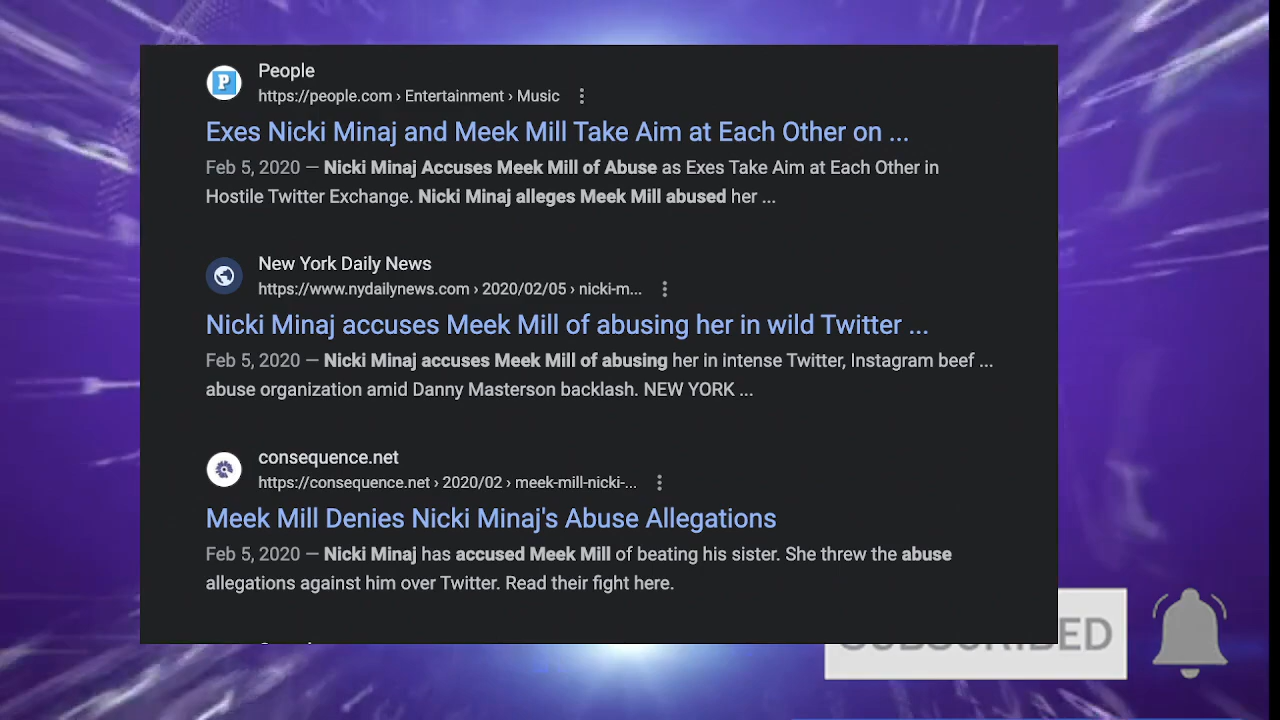 People
https://people.com › Entertainment › Music
Exes Nicki Minaj and Meek Mill Take Aim at Each Other on ...
Feb 5, 2020 — Nicki Minaj Accuses Meek Mill of Abuse as Exes Take Aim at Each Other in
Hostile Twitter Exchange. Nicki Minaj alleges Meek Mill abused her ...
New York Daily News
https://www.nydailynews.com › 2020/02/05 › nicki-m...
Nicki Minaj accuses Meek Mill of abusing her in wild Twitter ...
Feb 5, 2020 — Nicki Minaj accuses Meek Mill of abusing her in intense Twitter, Instagram beef ...
abuse organization amid Danny Masterson backlash. NEW YORK ...
consequence.net
https://consequence.net › 2020/02 › meek-mill-nicki-...
Meek Mill Denies Nicki Minaj's Abuse Allegations
Feb 5, 2020 — Nicki Minaj has accused Meek Mill of beating his sister. She threw the abuse
allegations against him over Twitter. Read their fight here.
SUBSCRIBED